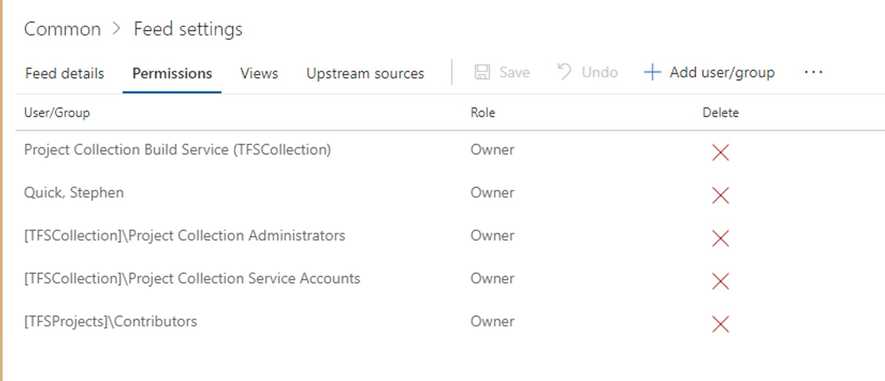 Common > Feed settings
Feed details Permissions Views Upstream sources Save Undo + Add user/group ...
User/Group Role Delete
Project Collection Build Service (TFSCollection) Owner
Quick, Stephen Owner
[TFSCollection]\Project Collection Administrators Owner
[TFSCollection]\Project Collection Service Accounts Owner
[TFSProjects]\Contributors Owner